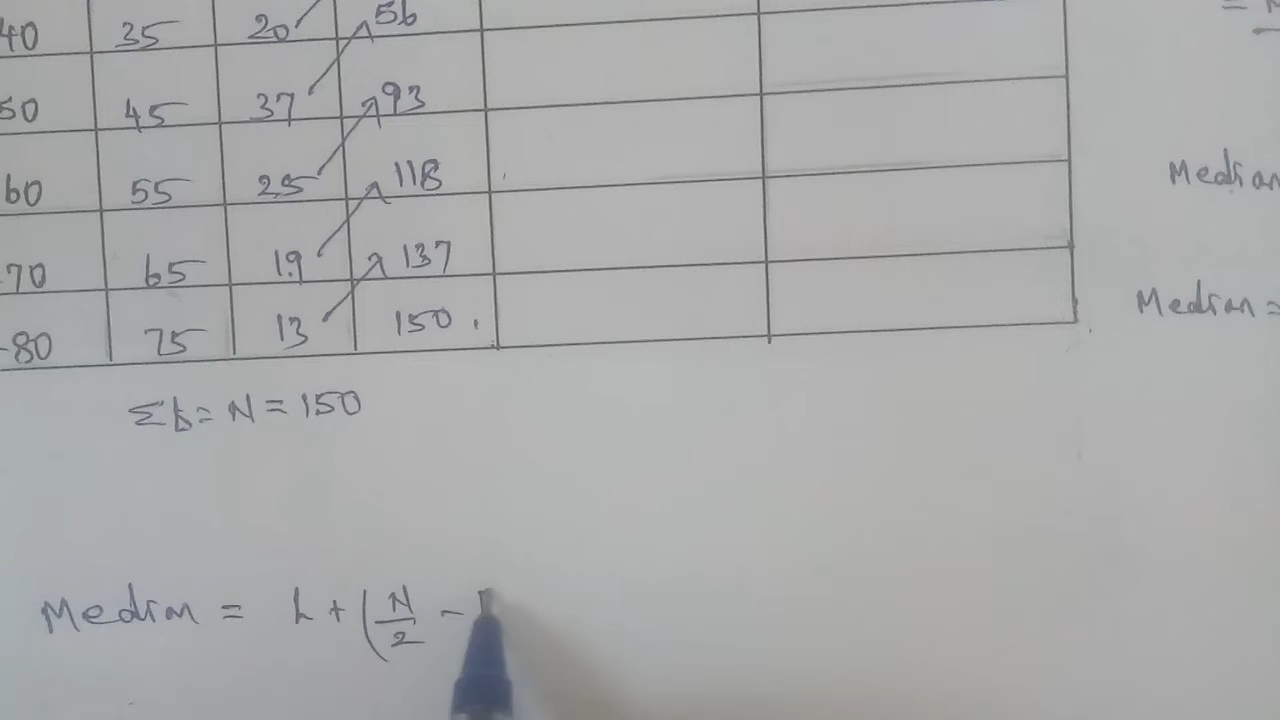 40 35 20 56
50 45 37 93
60 55 25 118
-70 65 19 137
-80 75 13 150.
Σf = N = 150
Median
Median =
Median = L + (N/2 -